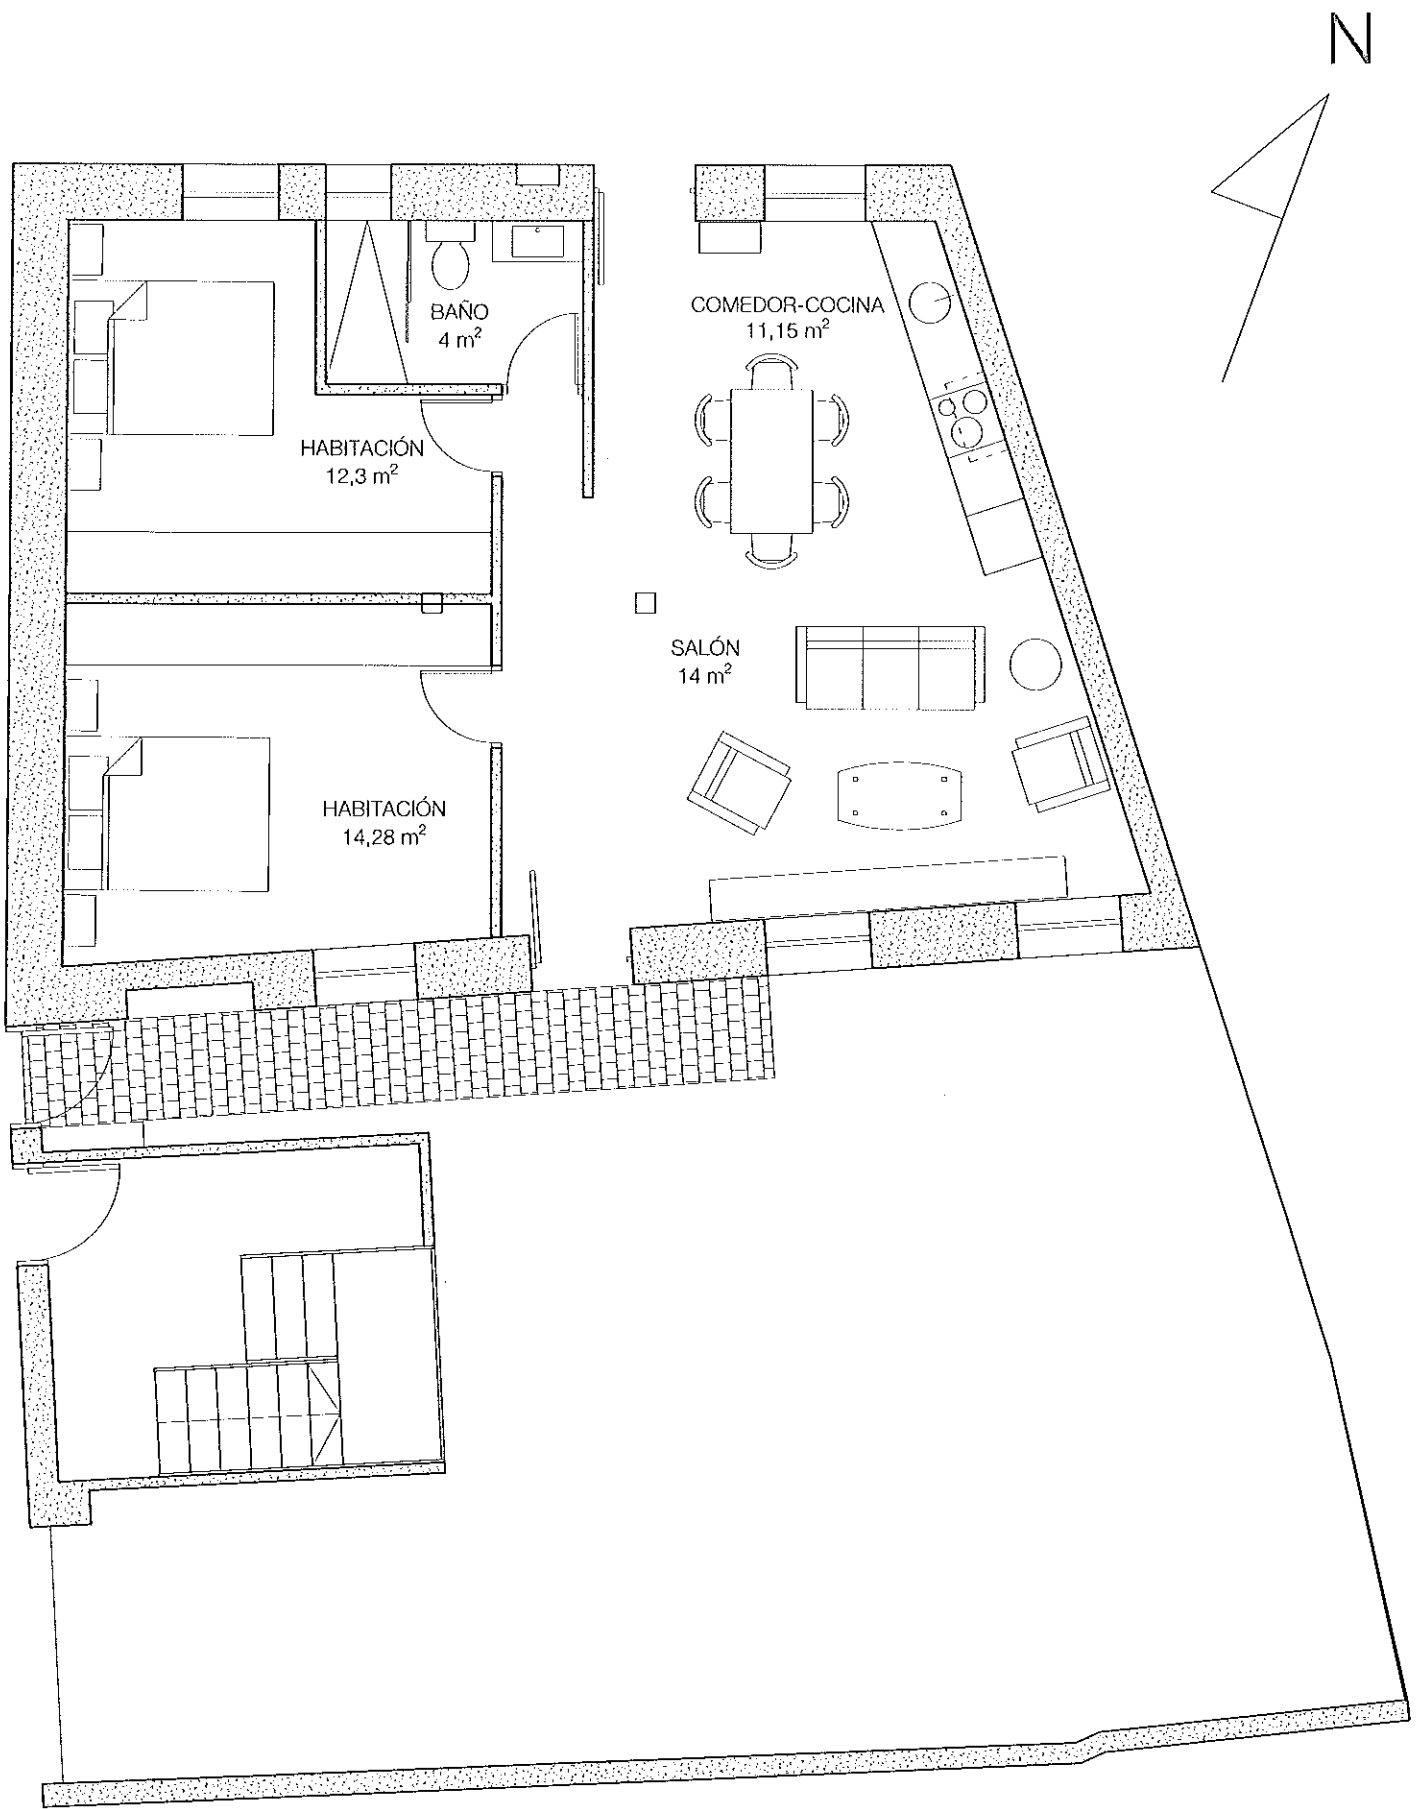 N
BAÑO
4 m²
COMEDOR-COCINA
11,15 m²
HABITACIÓN
12,3 m²
SALÓN
14 m²
HABITACIÓN
14,28 m²